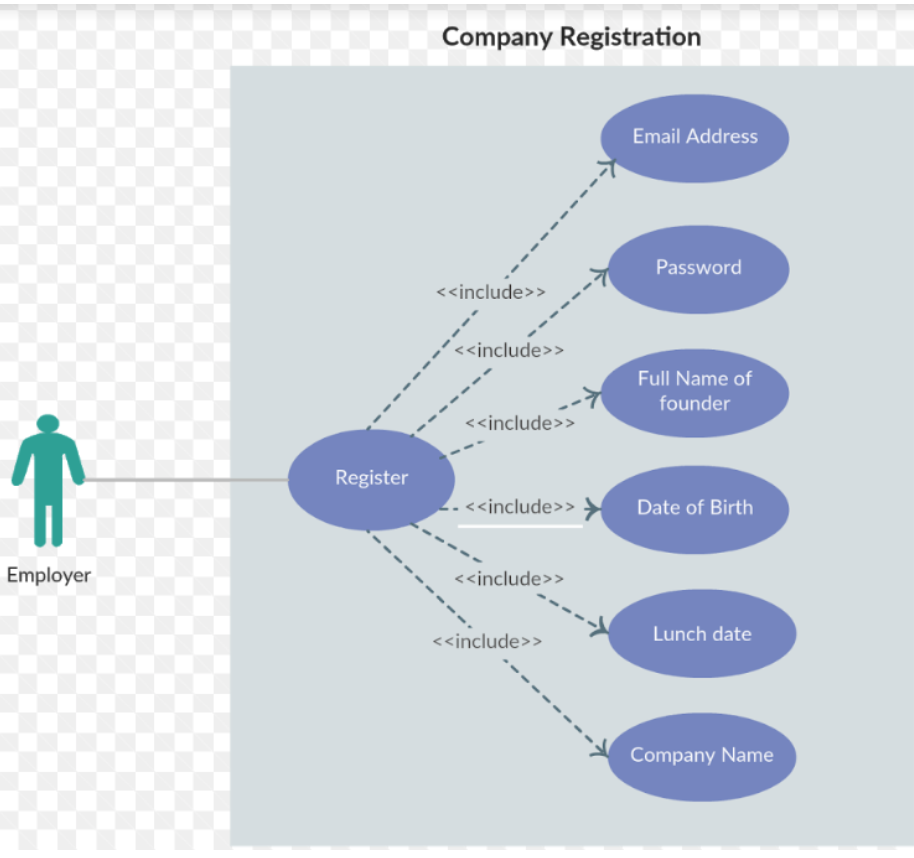 Company Registration
Email Address
<<include>>
Password
<<include>>
Full Name of
founder
<<include>>
Register
<<include>>
Date of Birth
Employer
<<include>>
Lunch date
<<include>>
Company Name